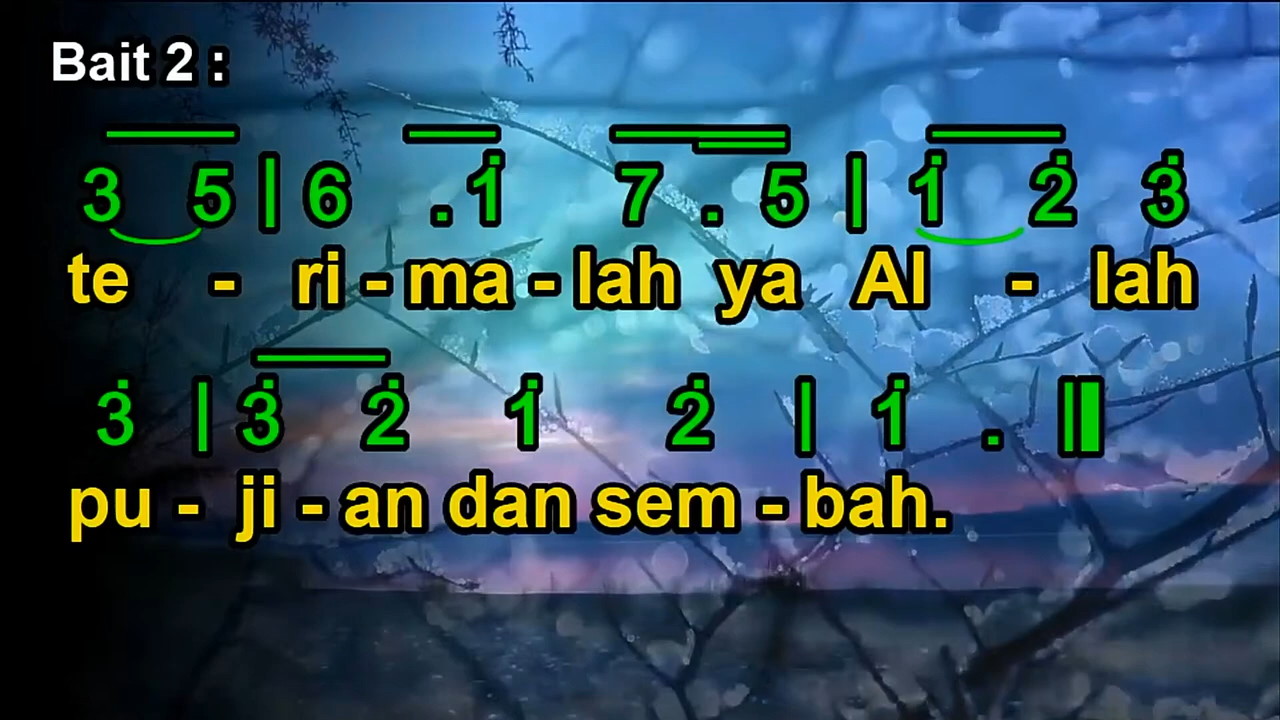 Bait 2 :
3 5 | 6 . 1̇ 7 . 5 | 1̇ 2̇ 3̇
te - ri - ma - lah ya Al - lah
3̇ | 3̇ 2̇ 1̇ 2̇ | 1̇ . ||
pu - ji - an dan sem - bah.